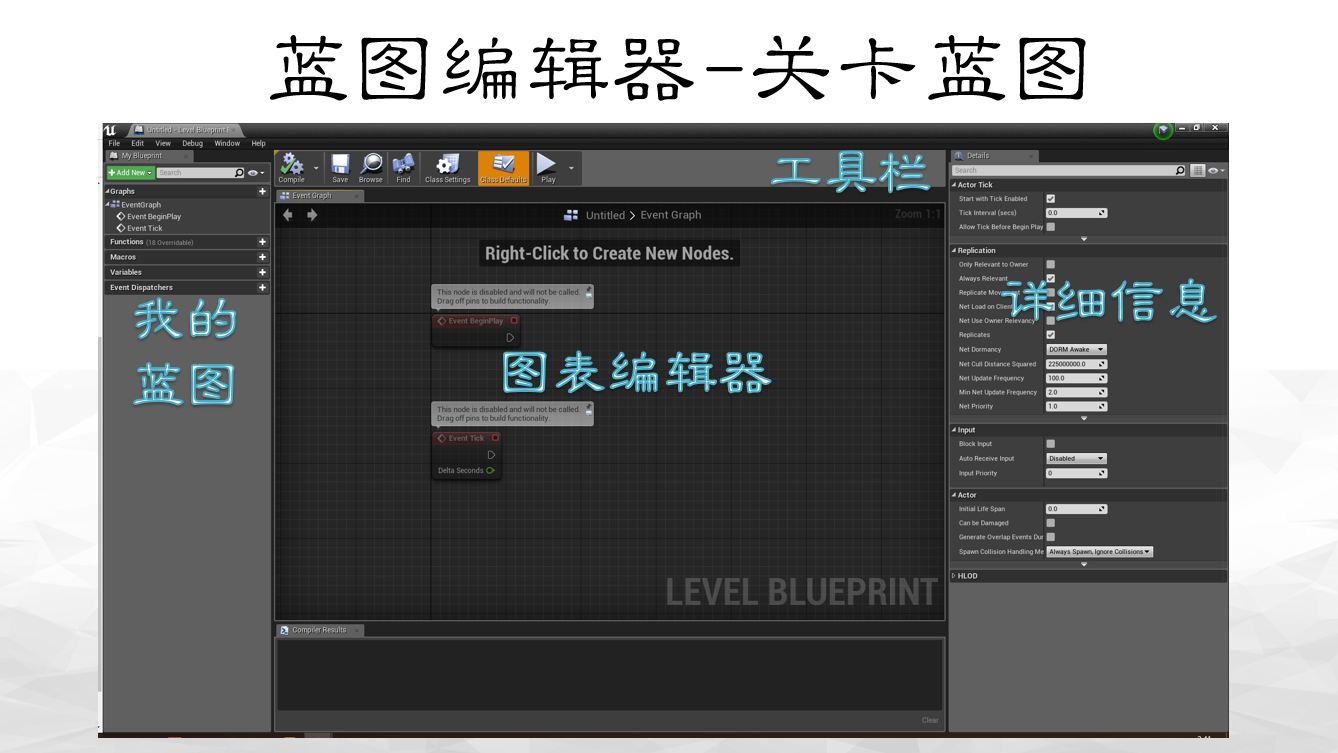 蓝图编辑器-关卡蓝图
Untitled - Level Blueprint E
File Edit View Debug Window Help
My Blueprint
Add New Search
Graphs
EventGraph
Event BeginPlay
Event Tick
Functions (18 Overridable)
Macros
Variables
Event Dispatchers
我的
蓝图
Compile Save Browse Find Class Settings Class Defaults Play
工具栏
Event Graph
Untitled > Event Graph
Zoom 1:1
Right-Click to Create New Nodes.
This node is disabled and will not be called.
Drag off pins to build functionality.
Event BeginPlay
图表编辑器
This node is disabled and will not be called.
Drag off pins to build functionality.
Event Tick
Delta Seconds
LEVEL BLUEPRINT
Compiler Results
Clear
Details
Search
Actor Tick
Start with Tick Enabled
Tick Interval (secs) 0.0
Allow Tick Before Begin Play
Replication
Only Relevant to Owner
Always Relevant
Replicate Mov
详细信息
Net Load on Client
Net Use Owner Relevancy
Replicates
Net Dormancy DORM Awake
Net Cull Distance Squared 225000000.0
Net Update Frequency 100.0
Min Net Update Frequency 2.0
Net Priority 1.0
Input
Block Input
Auto Receive Input Disabled
Input Priority 0
Actor
Initial Life Span 0.0
Can be Damaged
Generate Overlap Events Dur
Spawn Collision Handling Me Always Spawn, Ignore Collisions
HLOD